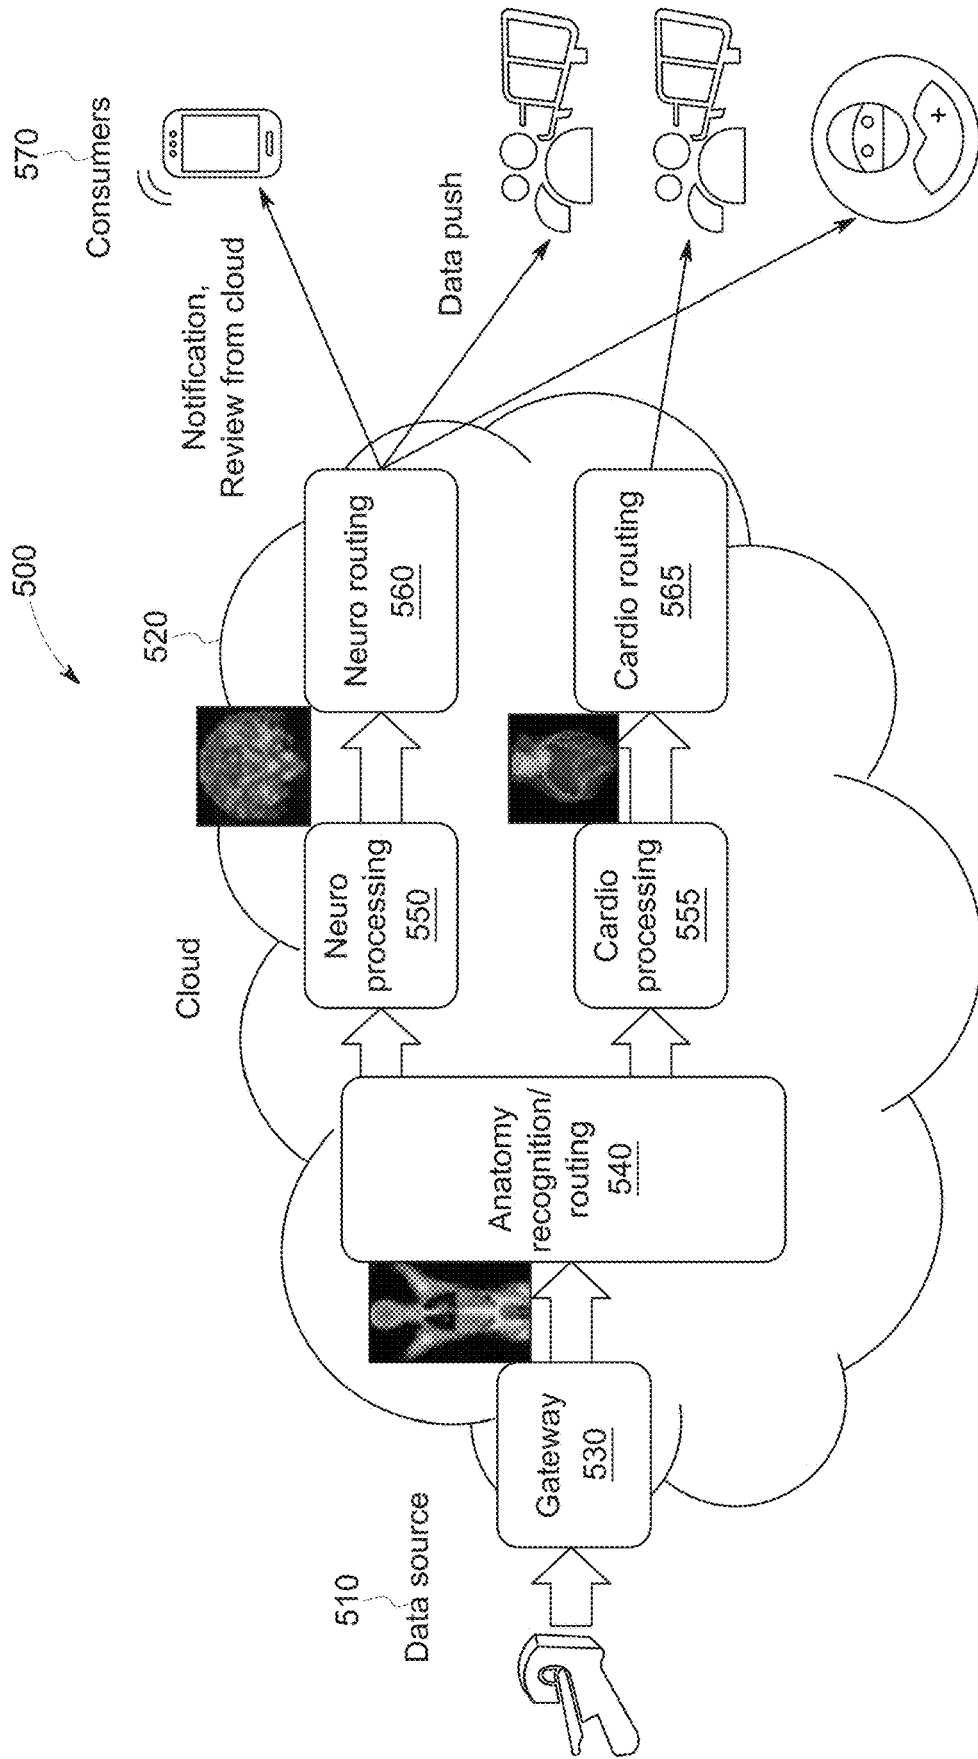 500
510
Data source
Gateway
530
Anatomy
recognition/
routing
540
Cloud
520
Neuro
processing
550
Cardio
processing
555
Neuro routing
560
Cardio routing
565
Notification,
Review from cloud
Data push
570
Consumers